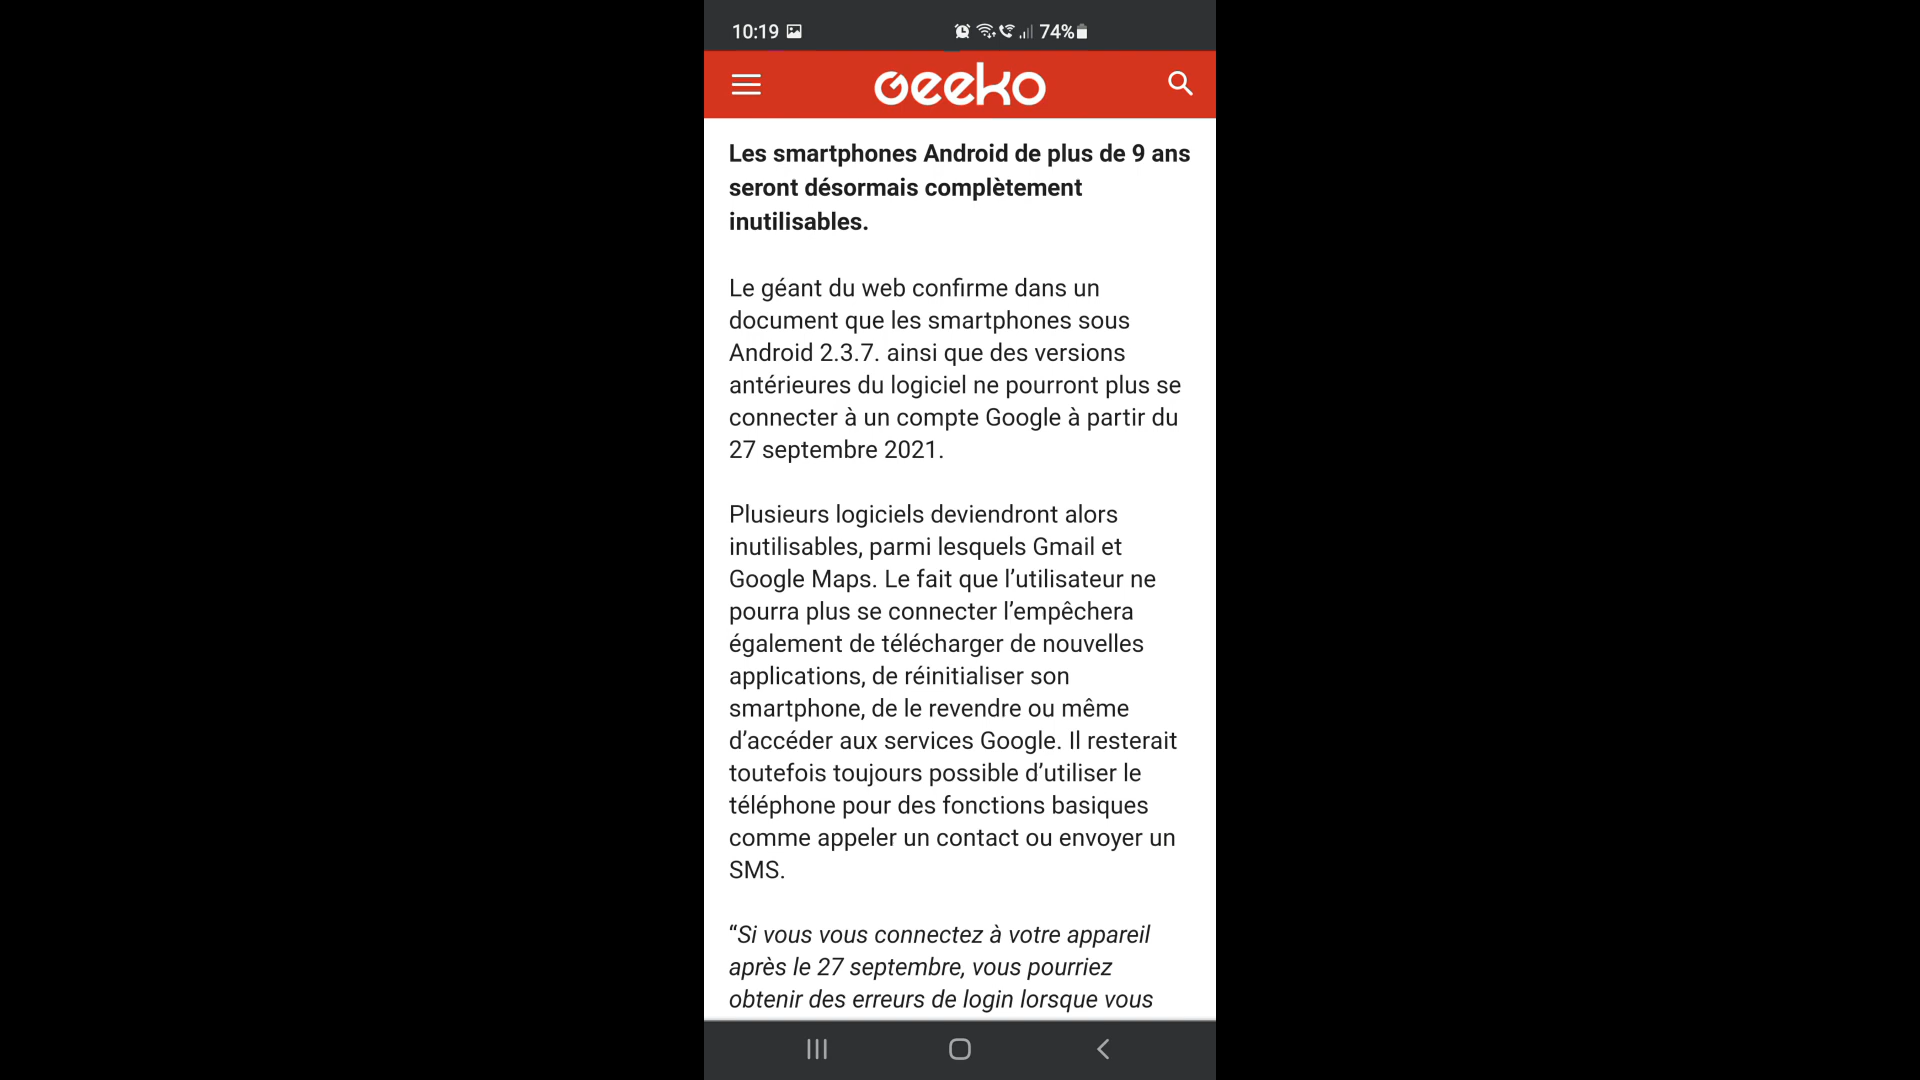 10:19 74%
Geeko
Les smartphones Android de plus de 9 ans
seront désormais complètement
inutilisables.
Le géant du web confirme dans un
document que les smartphones sous
Android 2.3.7. ainsi que des versions
antérieures du logiciel ne pourront plus se
connecter à un compte Google à partir du
27 septembre 2021.
Plusieurs logiciels deviendront alors
inutilisables, parmi lesquels Gmail et
Google Maps. Le fait que l’utilisateur ne
pourra plus se connecter l’empêchera
également de télécharger de nouvelles
applications, de réinitialiser son
smartphone, de le revendre ou même
d’accéder aux services Google. Il resterait
toutefois toujours possible d’utiliser le
téléphone pour des fonctions basiques
comme appeler un contact ou envoyer un
SMS.
“Si vous vous connectez à votre appareil
après le 27 septembre, vous pourriez
obtenir des erreurs de login lorsque vous